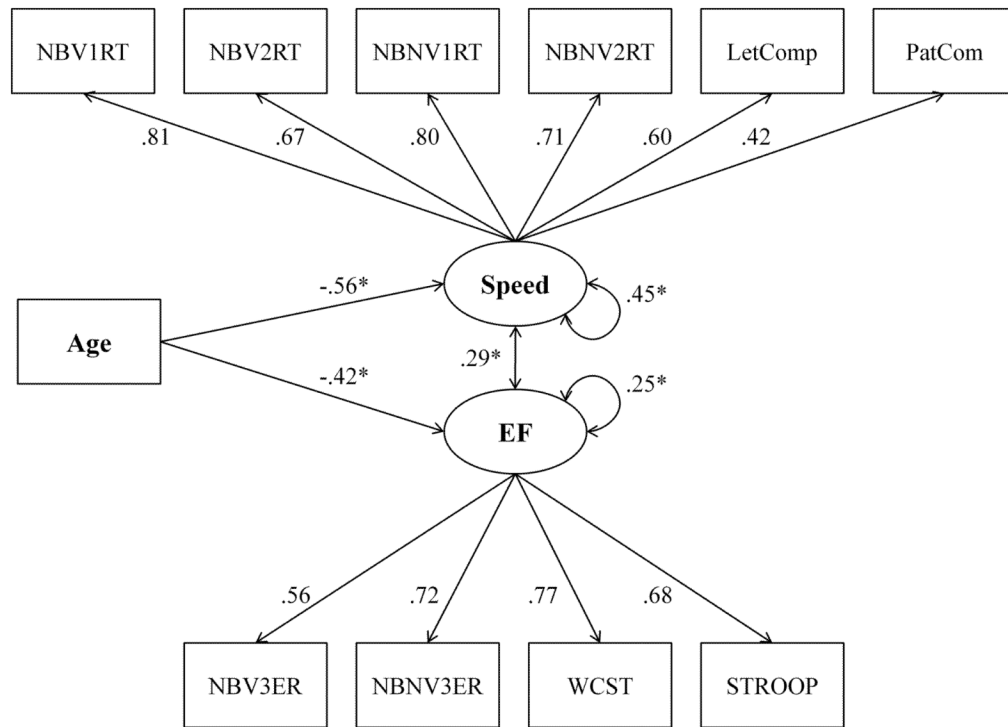 NBV1RT NBV2RT NBNV1RT NBNV2RT LetComp PatCom
.81 .67 .80 .71 .60 .42
Speed
-.56*
.45*
Age
.29*
-.42*
.25*
EF
.56 .72 .77 .68
NBV3ER NBNV3ER WCST STROOP